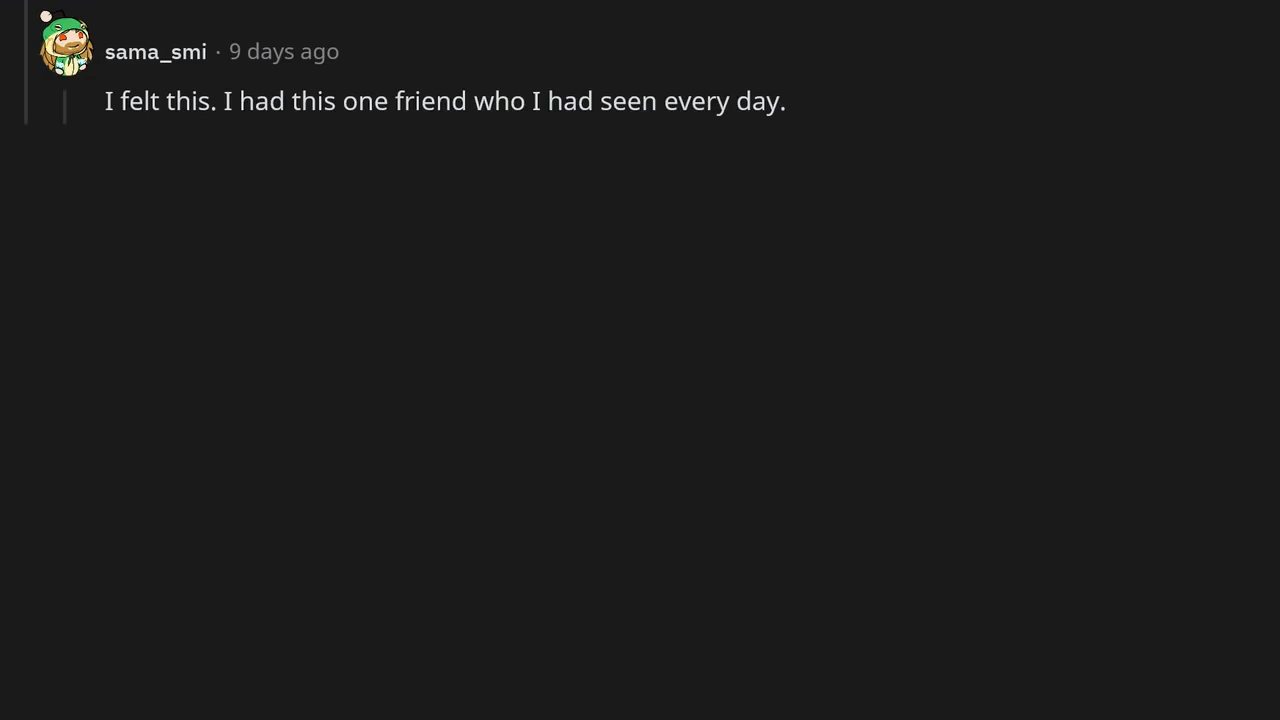 sama_smi · 9 days ago
I felt this. I had this one friend who I had seen every day.